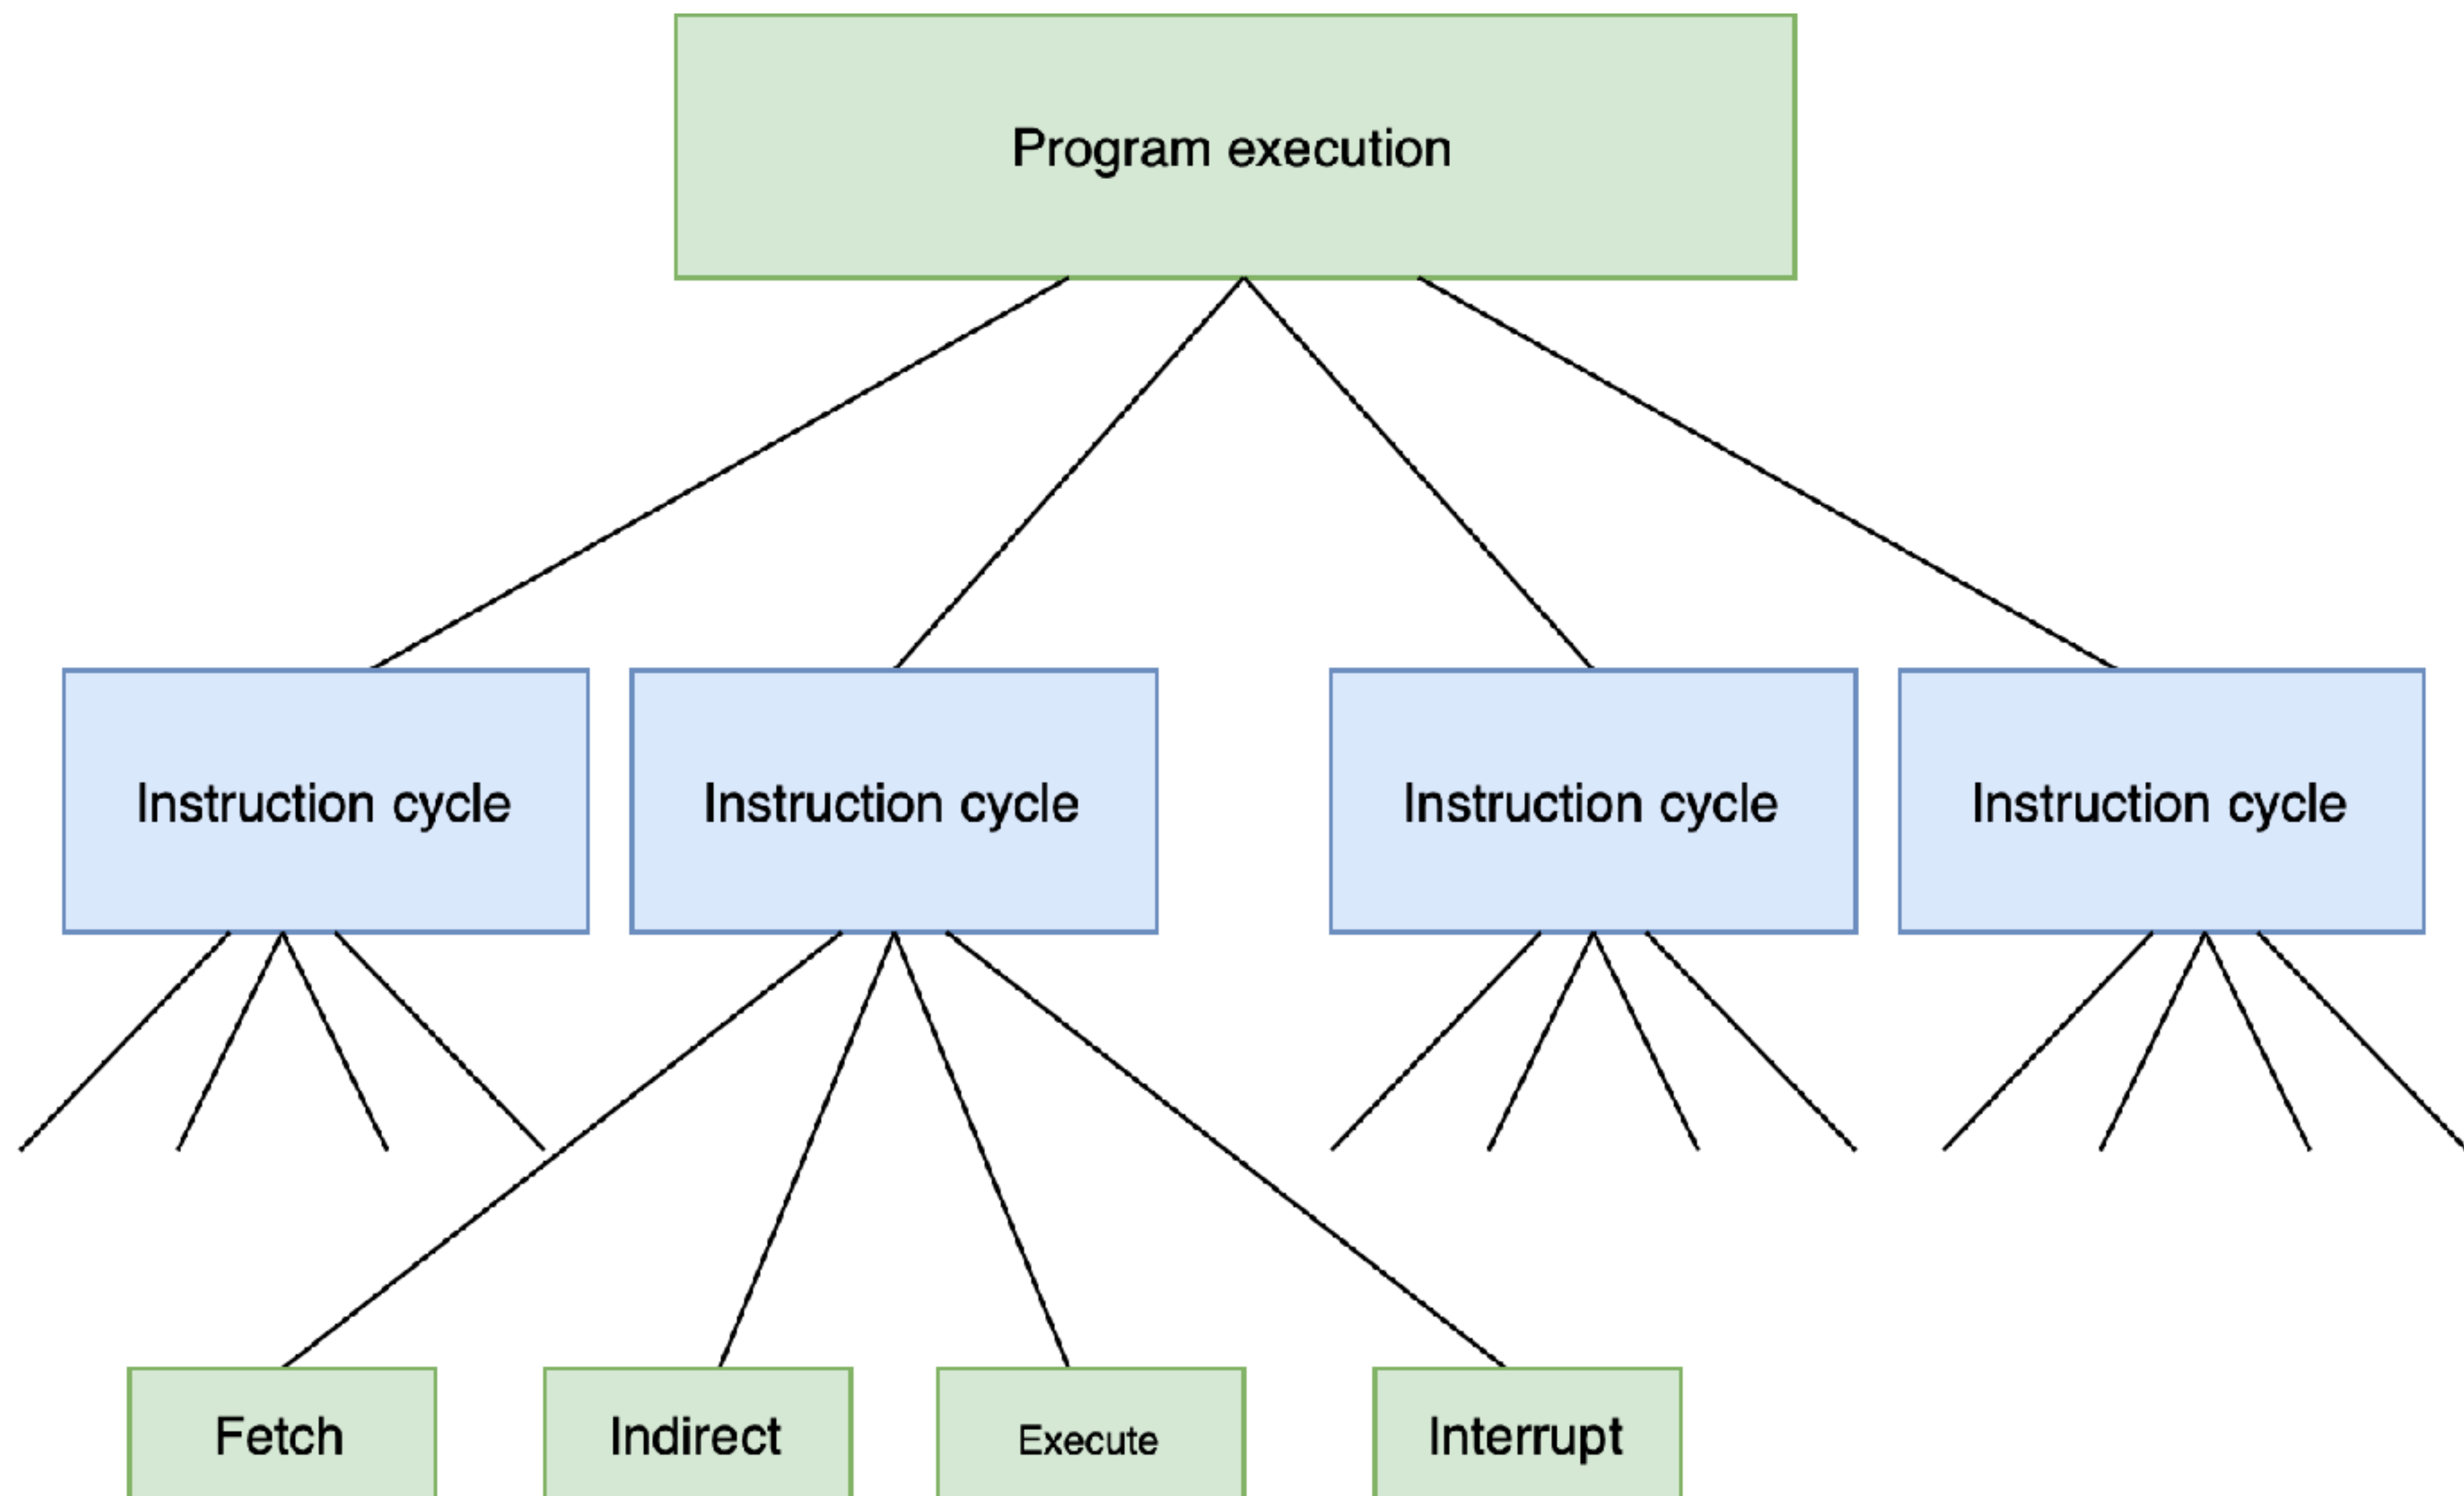 Program execution
Instruction cycle
Instruction cycle
Instruction cycle
Instruction cycle
Fetch
Indirect
Execute
Interrupt